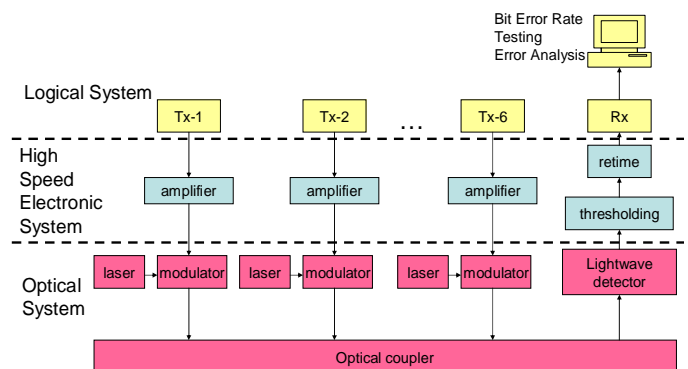 Bit Error Rate
Testing
Error Analysis
Logical System
Tx-1
Tx-2
...
Tx-6
Rx
High
Speed
Electronic
System
amplifier
amplifier
amplifier
retime
thresholding
Optical
System
laser
modulator
laser
modulator
laser
modulator
Lightwave
detector
Optical coupler